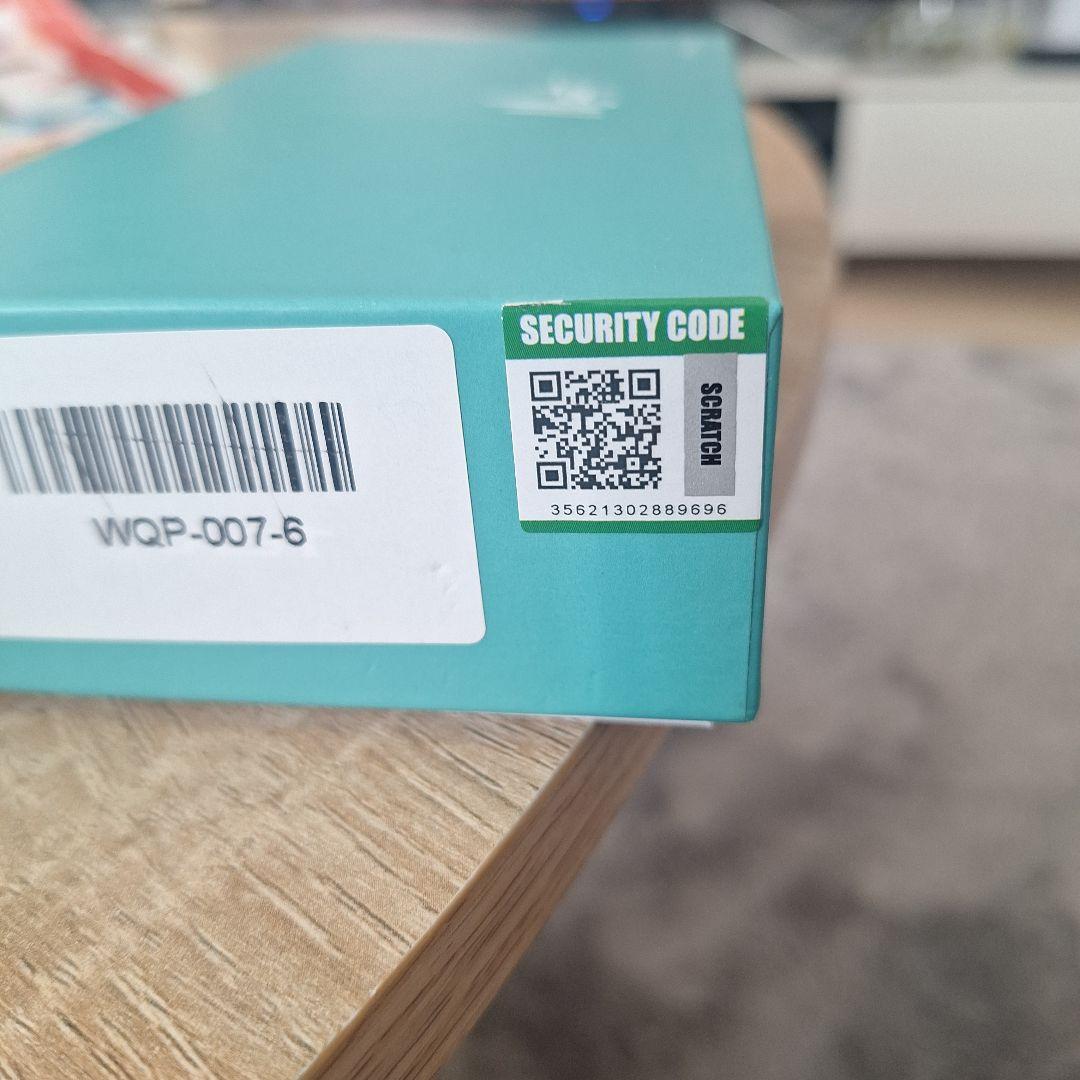 SECURITY CODE
SCRATCH
35621302889696
WQP-007-6